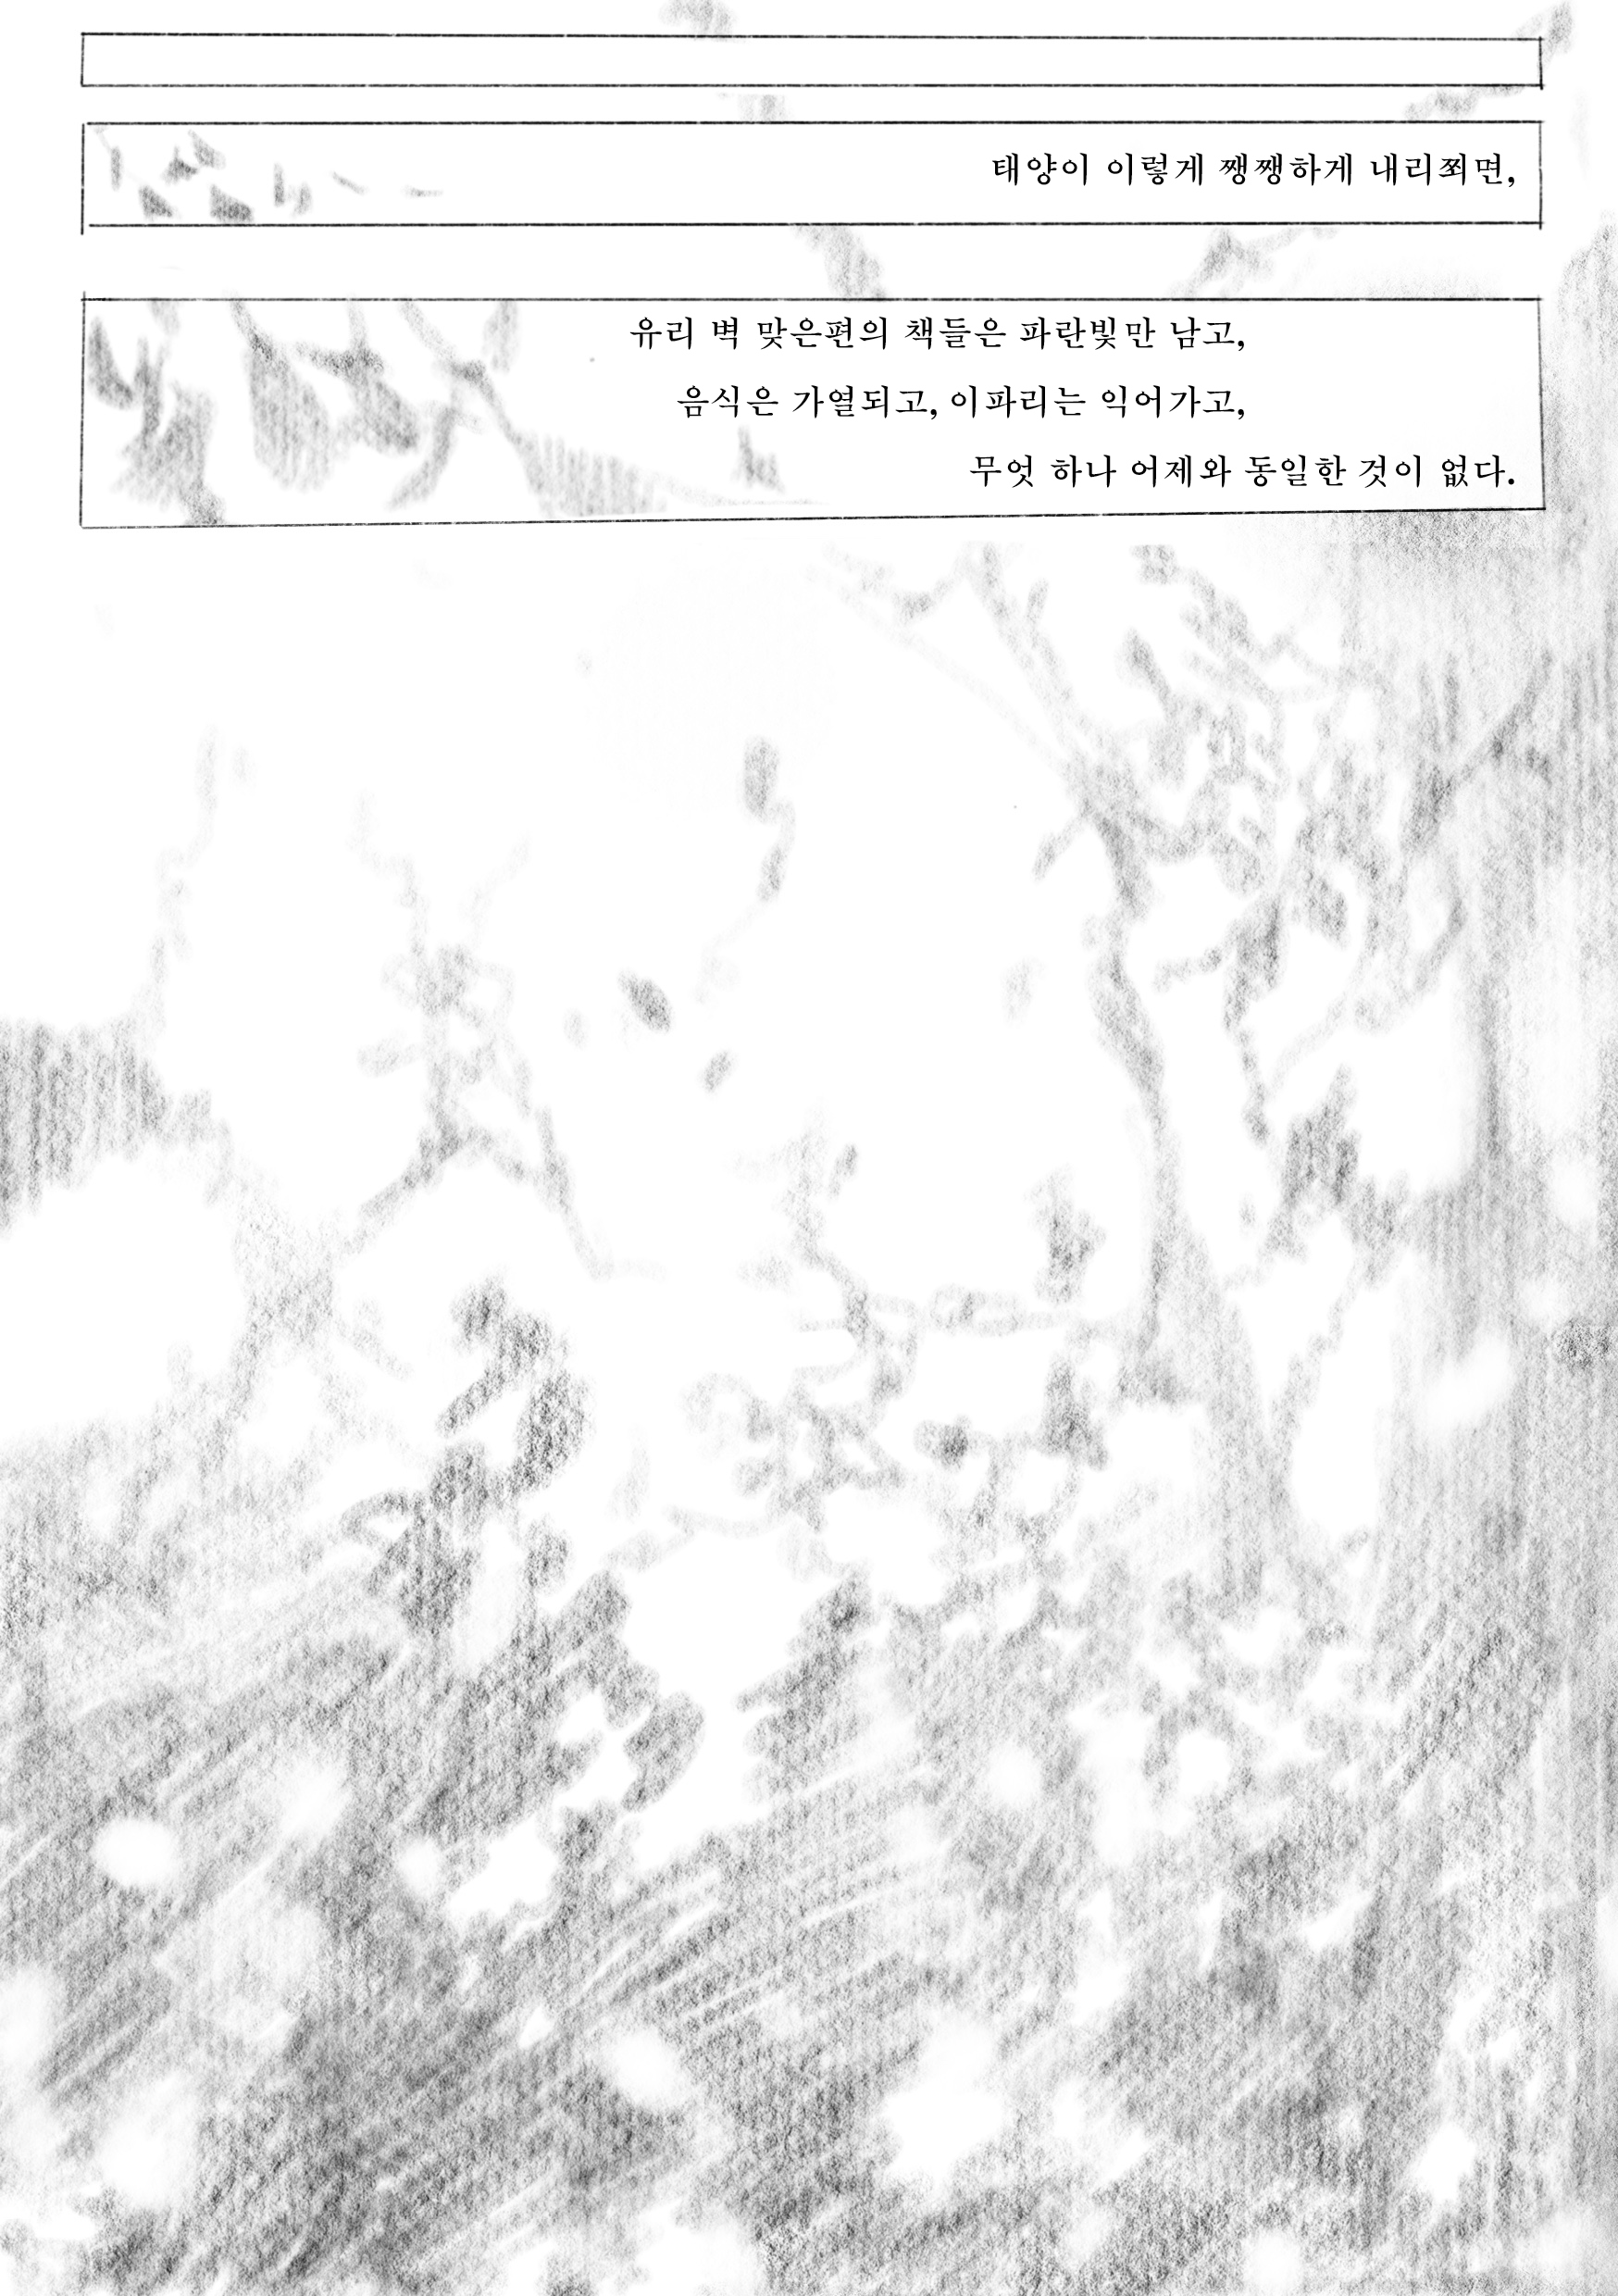 태양이 이렇게 쨍쨍하게 내리쬐면,
유리 벽 맞은편의 책들은 파란빛만 남고,
음식은 가열되고, 이파리는 익어가고,
무엇 하나 어제와 동일한 것이 없다.